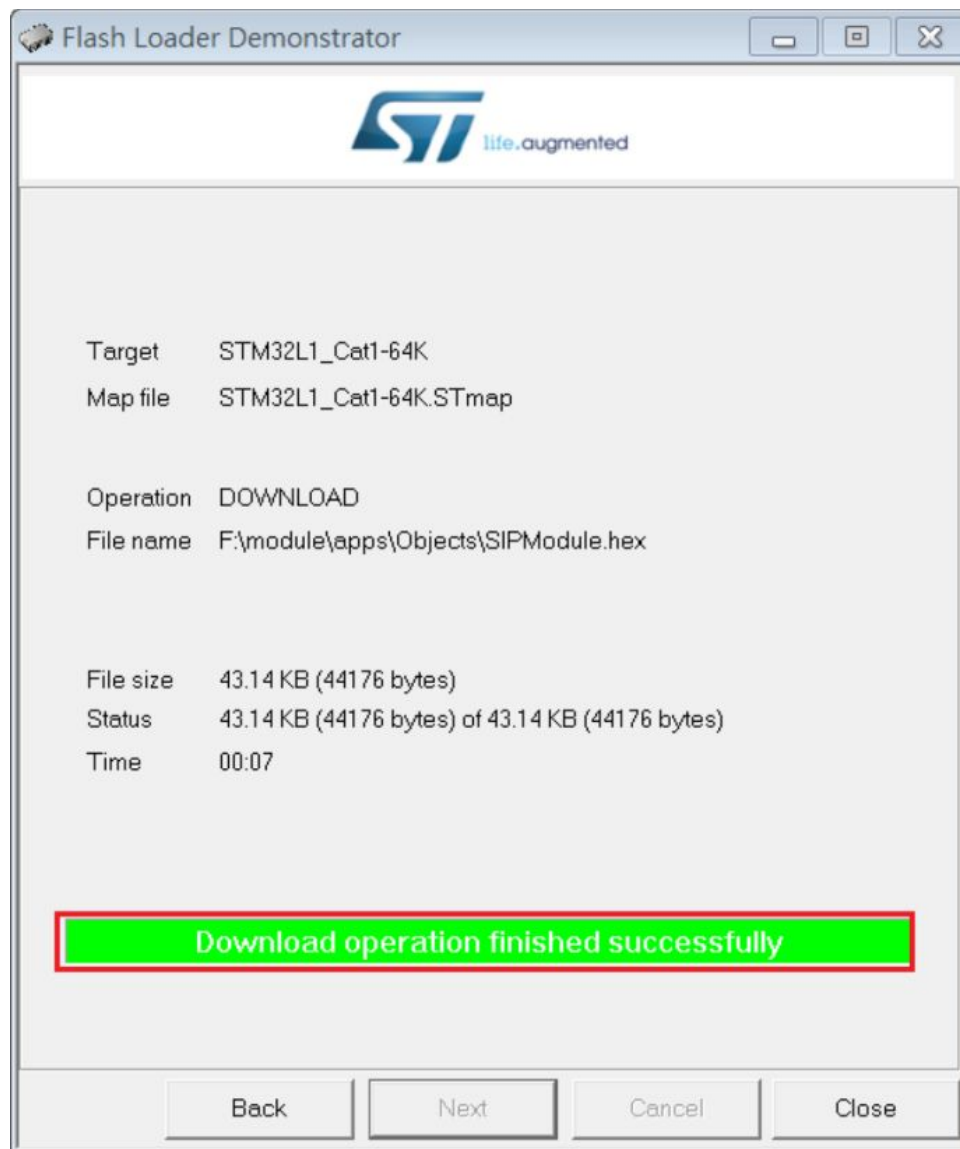 Flash Loader Demonstrator
ST life.augmented
Target STM32L1_Cat1-64K
Map file STM32L1_Cat1-64K.STmap
Operation DOWNLOAD
File name F:\module\apps\Objects\SIPModule.hex
File size 43.14 KB (44176 bytes)
Status 43.14 KB (44176 bytes) of 43.14 KB (44176 bytes)
Time 00:07
Download operation finished successfully
Back Next Cancel Close